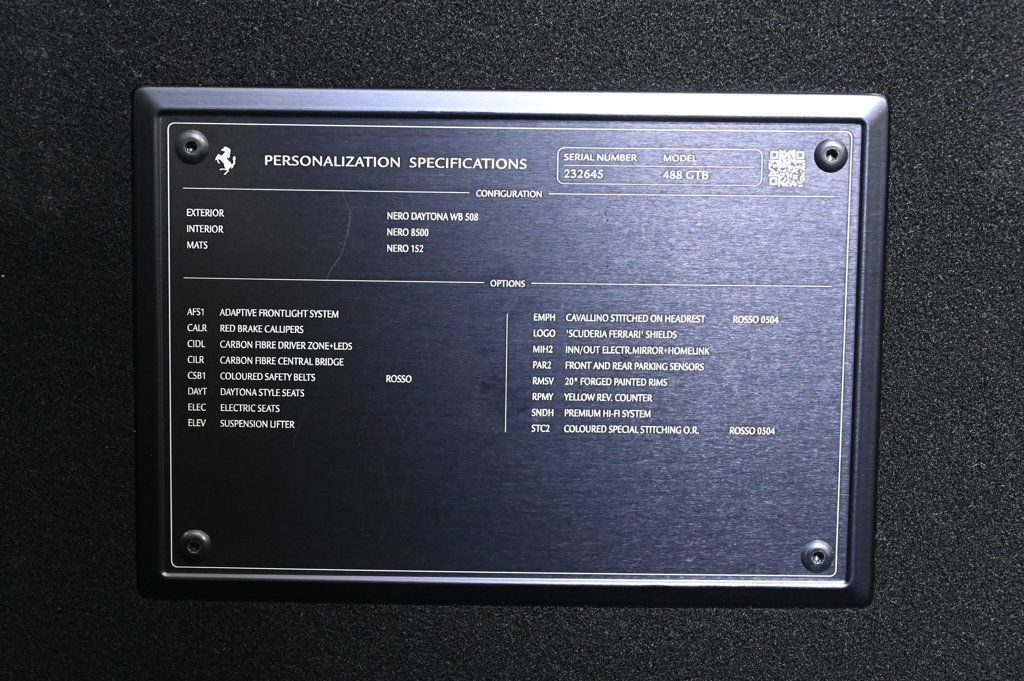 PERSONALIZATION SPECIFICATIONS
SERIAL NUMBER MODEL
232645 488 GTB
CONFIGURATION
EXTERIOR NERO DAYTONA WB 508
INTERIOR NERO 8500
MATS NERO 152
OPTIONS
AFS1 ADAPTIVE FRONTLIGHT SYSTEM
CALR RED BRAKE CALLIPERS
CIDL CARBON FIBRE DRIVER ZONE+LEDS
CILR CARBON FIBRE CENTRAL BRIDGE
CSB1 COLOURED SAFETY BELTS ROSSO
DAYT DAYTONA STYLE SEATS
ELEC ELECTRIC SEATS
ELEV SUSPENSION LIFTER
EMPH CAVALLINO STITCHED ON HEADREST ROSSO 0504
LOGO 'SCUDERIA FERRARI' SHIELDS
MIH2 INN/OUT ELECTR.MIRROR+HOMELINK
PAR2 FRONT AND REAR PARKING SENSORS
RMSV 20" FORGED PAINTED RIMS
RPMY YELLOW REV. COUNTER
SNDH PREMIUM HI-FI SYSTEM
STC2 COLOURED SPECIAL STITCHING O.R. ROSSO 0504